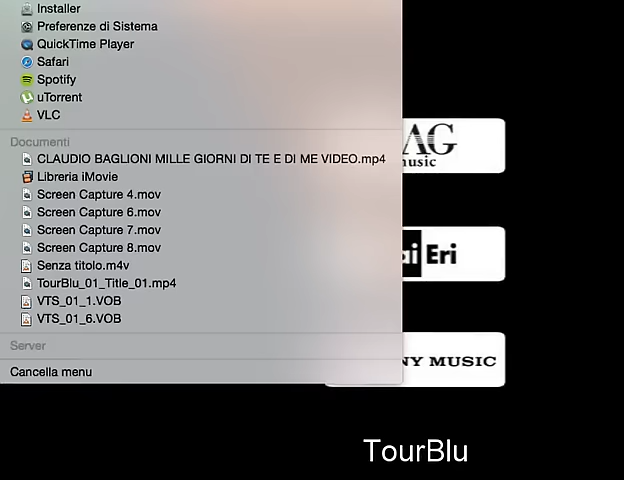 Installer
Preferenze di Sistema
QuickTime Player
Safari
Spotify
uTorrent
VLC
Documenti
CLAUDIO BAGLIONI MILLE GIORNI DI TE E DI ME VIDEO.mp4
Libreria iMovie
Screen Capture 4.mov
Screen Capture 6.mov
Screen Capture 7.mov
Screen Capture 8.mov
Senza titolo.m4v
TourBlu_01_Title_01.mp4
VTS_01_1.VOB
VTS_01_6.VOB
Server
Cancella menu
AG
music
ai Eri
NY MUSIC
TourBlu